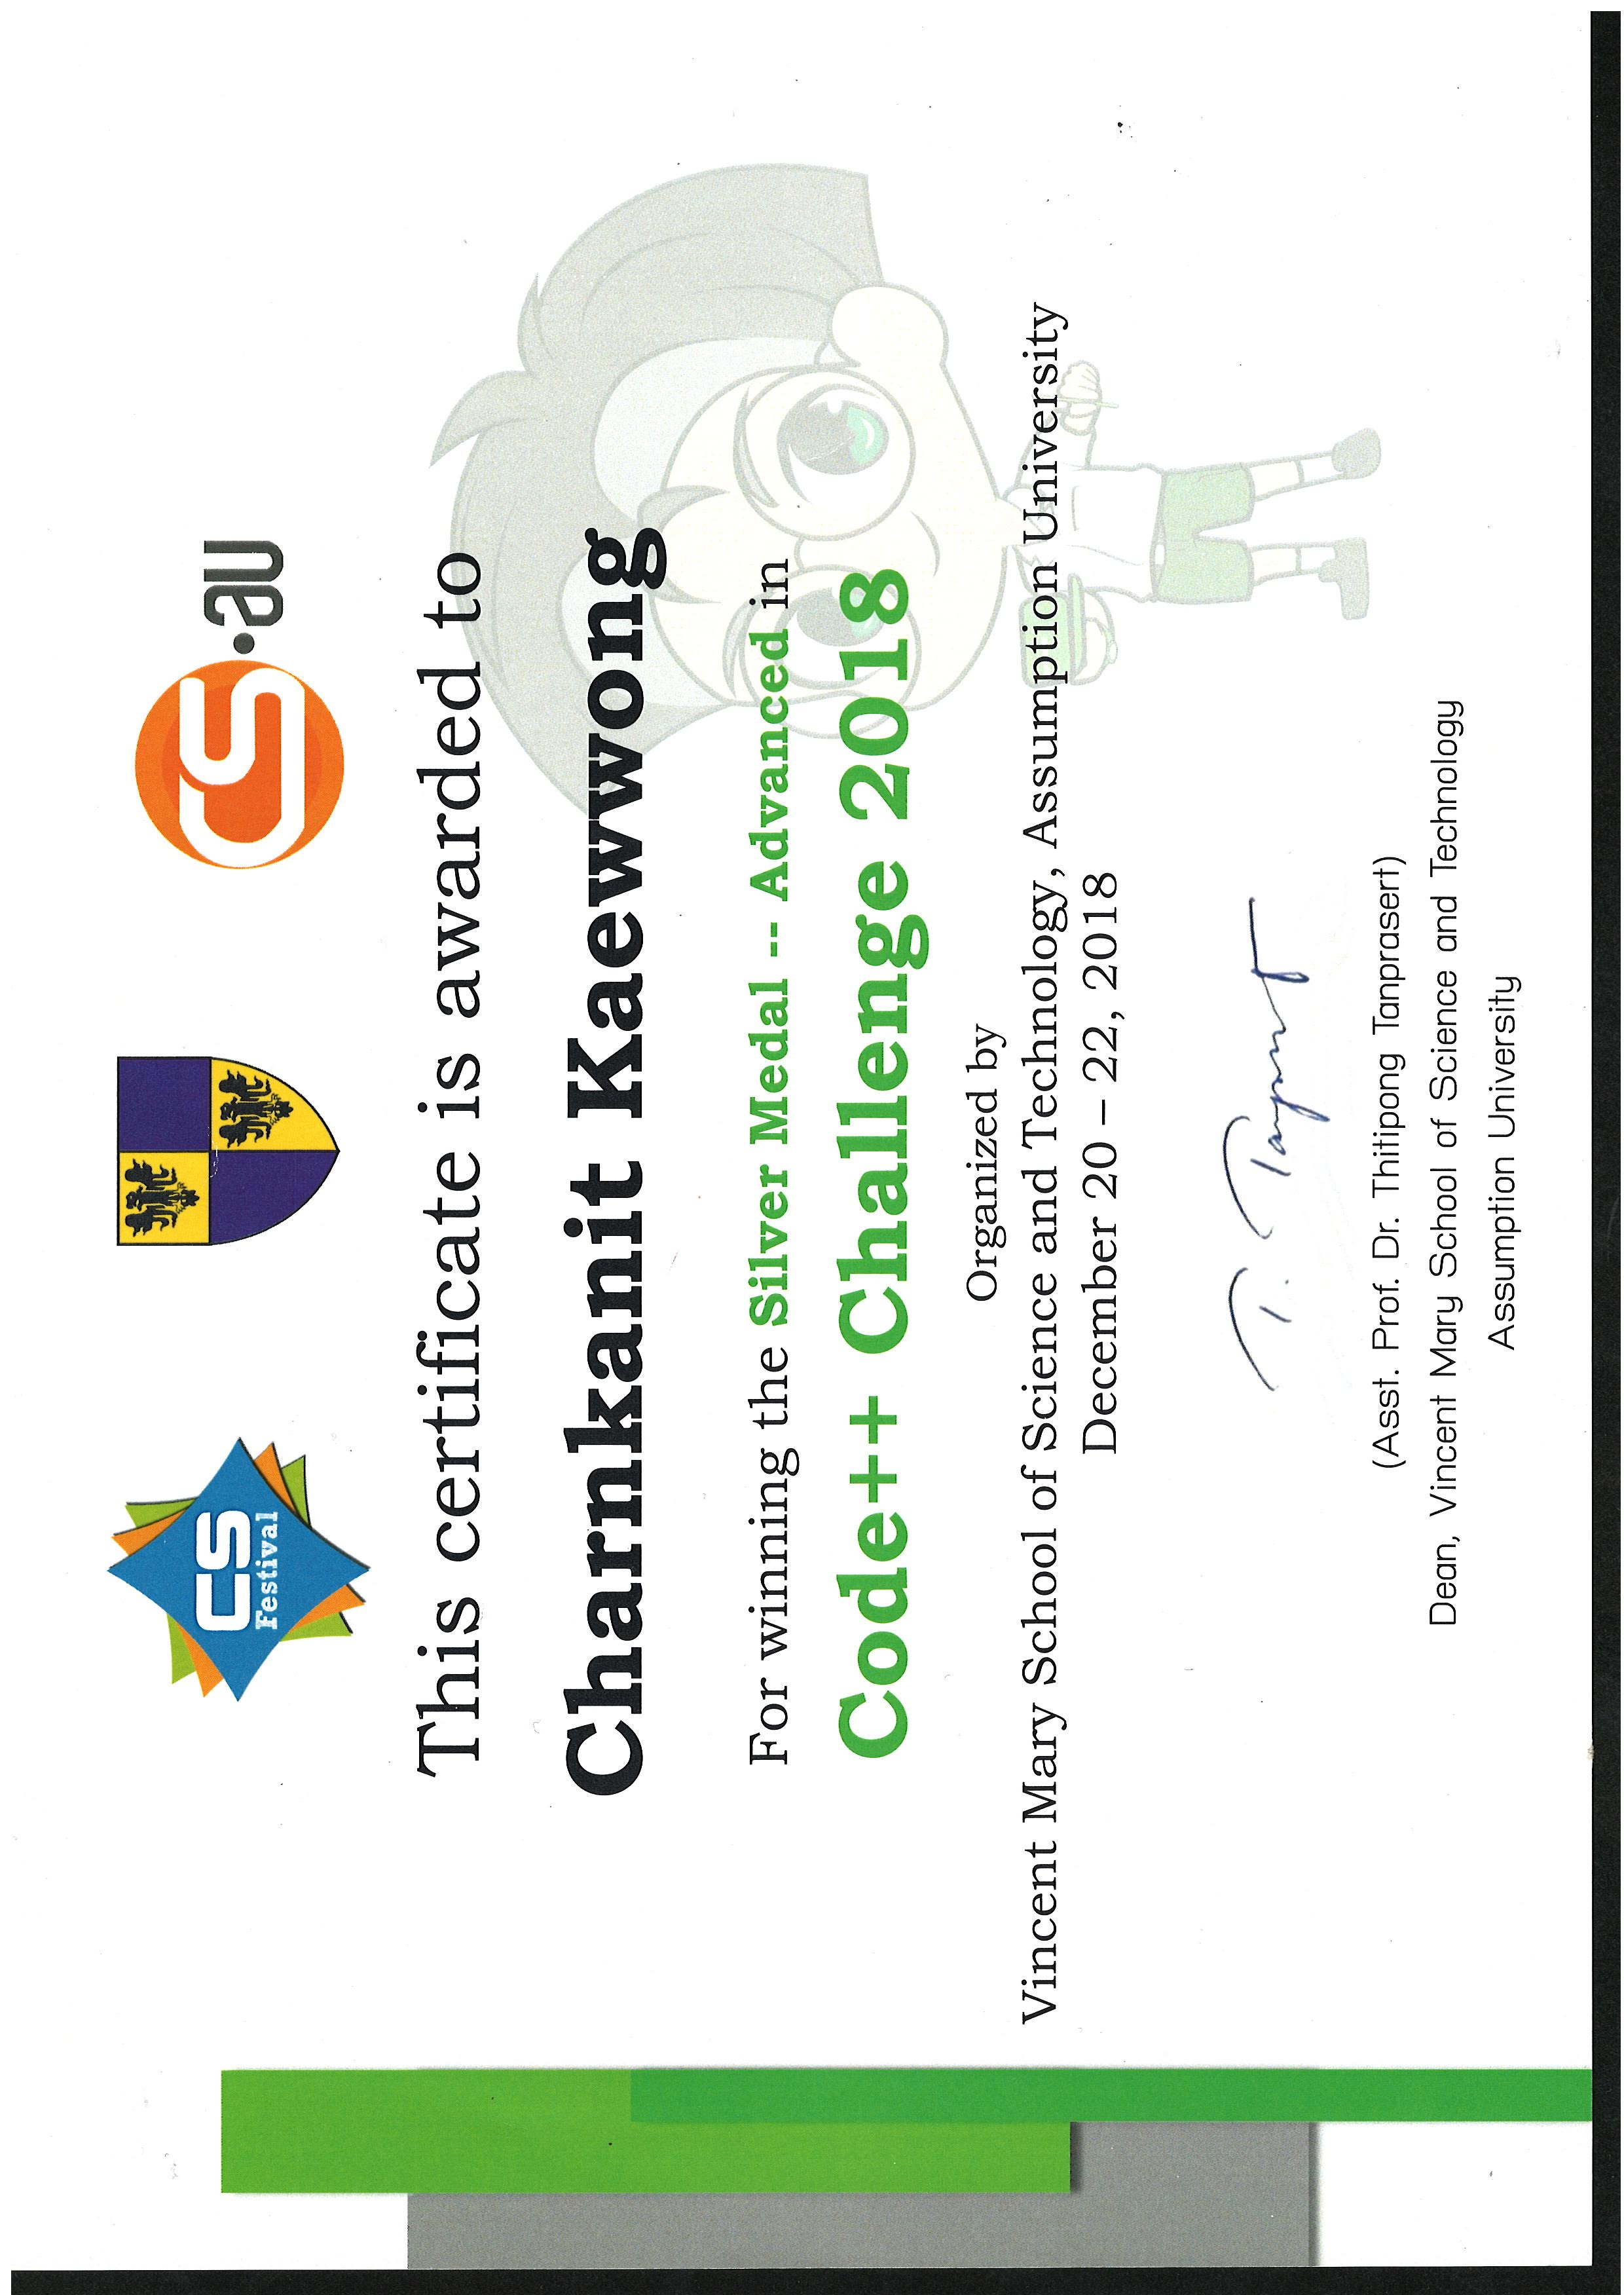 CS
Festival
CS•AU
This certificate is awarded to
Charnkanit Kaewwong
For winning the Silver Medal -- Advanced in
Code++ Challenge 2018
Organized by
Vincent Mary School of Science and Technology, Assumption University
December 20 – 22, 2018
T. Tanprasert
(Asst. Prof. Dr. Thitipong Tanprasert)
Dean, Vincent Mary School of Science and Technology
Assumption University